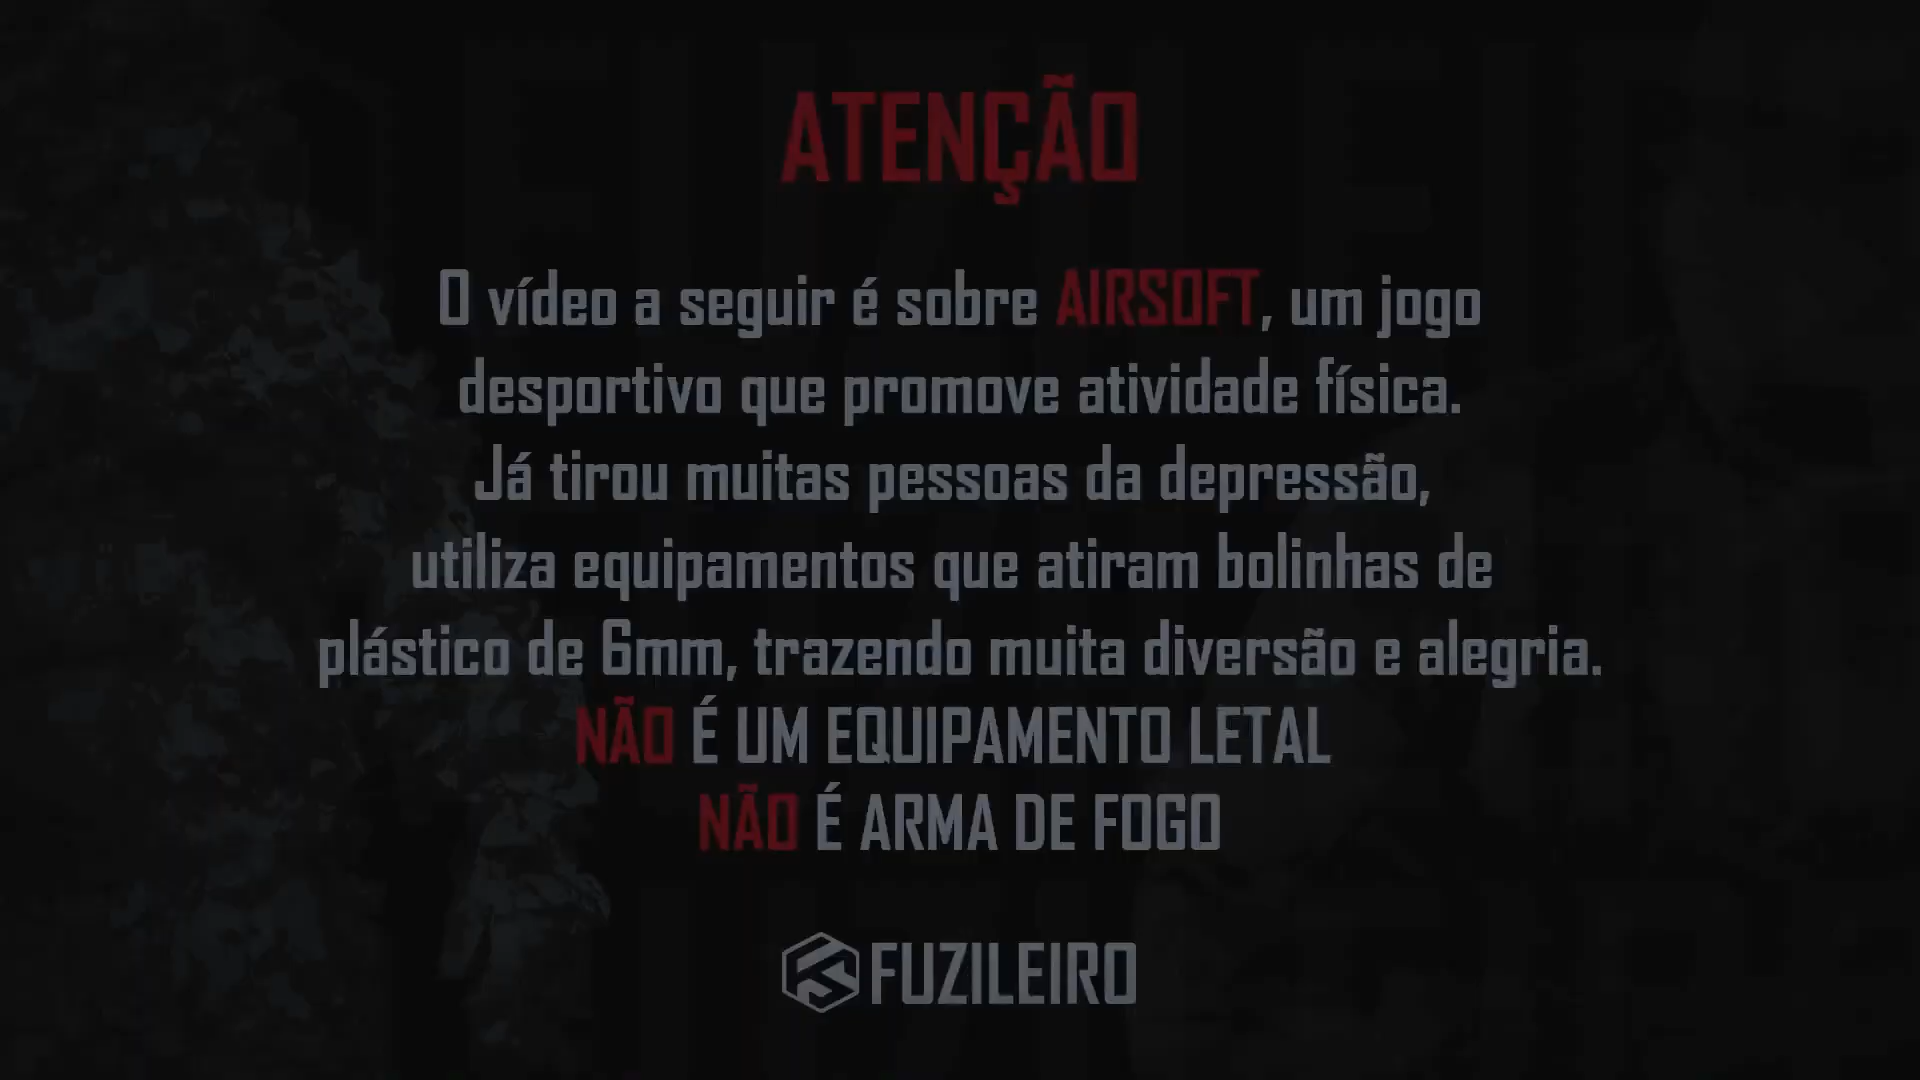 ATENÇÃO
O vídeo a seguir é sobre AIRSOFT, um jogo
desportivo que promove atividade física.
Já tirou muitas pessoas da depressão,
utiliza equipamentos que atiram bolinhas de
plástico de 6mm, trazendo muita diversão e alegria.
NÃO É UM EQUIPAMENTO LETAL
NÃO É ARMA DE FOGO
FUZILEIRO